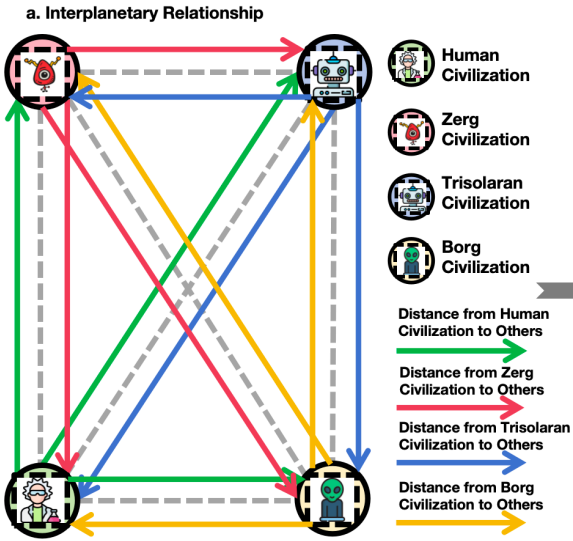 a. Interplanetary Relationship
Human
Civilization
Zerg
Civilization
Trisolaran
Civilization
Borg
Civilization
Distance from Human
Civilization to Others
Distance from Zerg
Civilization to Others
Distance from Trisolaran
Civilization to Others
Distance from Borg
Civilization to Others